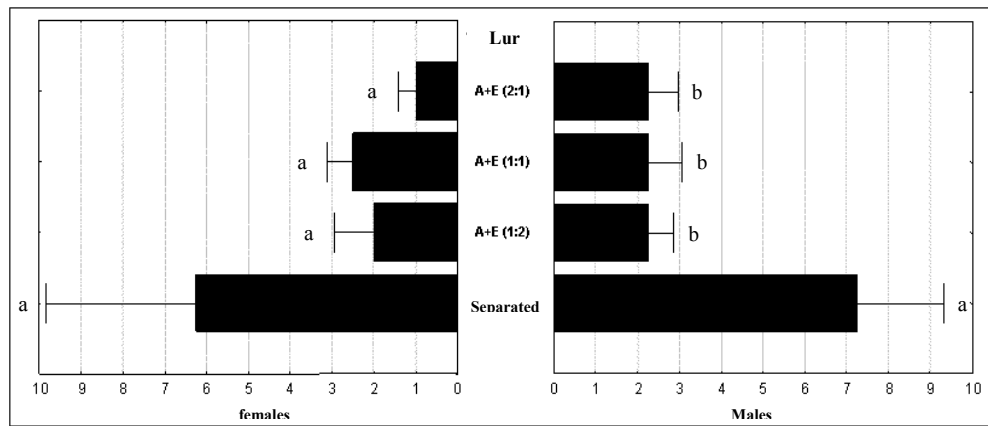 Lur
a A+E (2:1) b
a A+E (1:1) b
a A+E (1:2) b
a Separated a
10 9 8 7 6 5 4 3 2 1 0
0 1 2 3 4 5 6 7 8 9 10
females
Males